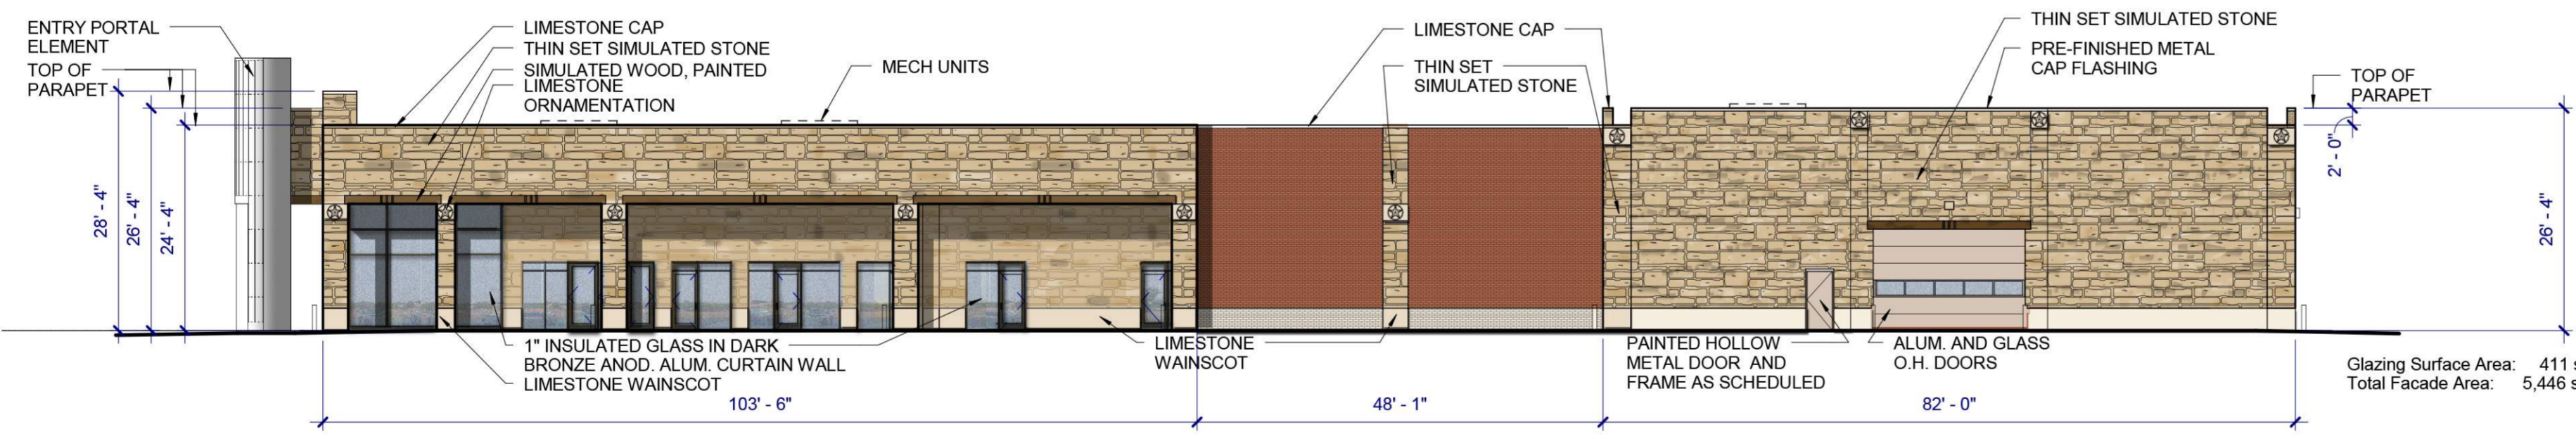 ENTRY PORTAL
ELEMENT
TOP OF
PARAPET
LIMESTONE CAP
THIN SET SIMULATED STONE
SIMULATED WOOD, PAINTED
LIMESTONE
ORNAMENTATION
MECH UNITS
LIMESTONE CAP
THIN SET
SIMULATED STONE
THIN SET SIMULATED STONE
PRE-FINISHED METAL
CAP FLASHING
TOP OF
PARAPET
28' - 4"
26' - 4"
24' - 4"
2' - 0"
26' - 4"
1" INSULATED GLASS IN DARK
BRONZE ANOD. ALUM. CURTAIN WALL
LIMESTONE WAINSCOT
LIMESTONE
WAINSCOT
PAINTED HOLLOW
METAL DOOR AND
FRAME AS SCHEDULED
ALUM. AND GLASS
O.H. DOORS
Glazing Surface Area: 411 s
Total Facade Area: 5,446 s
103' - 6"
48' - 1"
82' - 0"